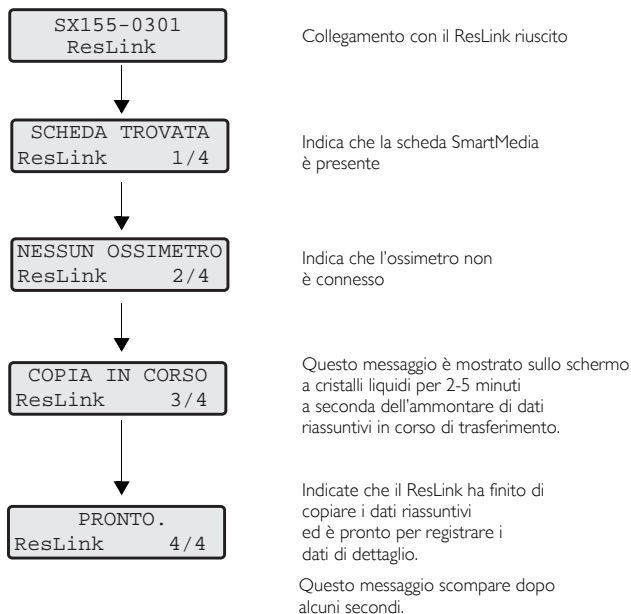 SX155-0301
ResLink
Collegamento con il ResLink riuscito
SCHEDA TROVATA
ResLink 1/4
Indica che la scheda SmartMedia
è presente
NESSUN OSSIMETRO
ResLink 2/4
Indica che l'ossimetro non
è connesso
COPIA IN CORSO
ResLink 3/4
Questo messaggio è mostrato sullo schermo
a cristalli liquidi per 2-5 minuti
a seconda dell'ammontare di dati
riassuntivi in corso di trasferimento.
PRONTO.
ResLink 4/4
Indicate che il ResLink ha finito di
copiare i dati riassuntivi
ed è pronto per registrare i
dati di dettaglio.
Questo messaggio scompare dopo
alcuni secondi.